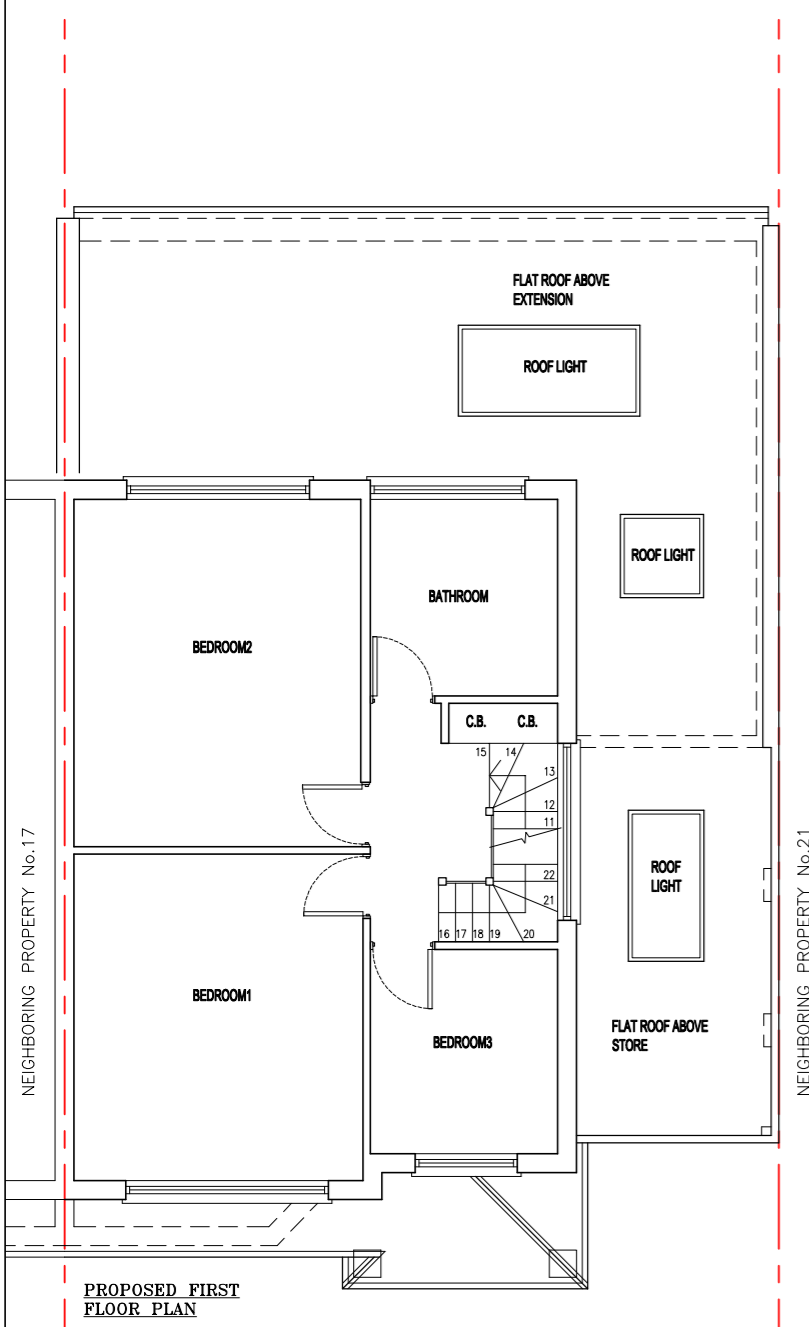 FLAT ROOF ABOVE
EXTENSION
ROOF LIGHT
ROOF LIGHT
BATHROOM
BEDROOM2
C.B. C.B.
15 14
13
12
11
22
21
16 17 18 19 20
ROOF
LIGHT
NEIGHBORING PROPERTY No.17
NEIGHBORING PROPERTY No.21
BEDROOM1
FLAT ROOF ABOVE
STORE
BEDROOM3
PROPOSED FIRST
FLOOR PLAN